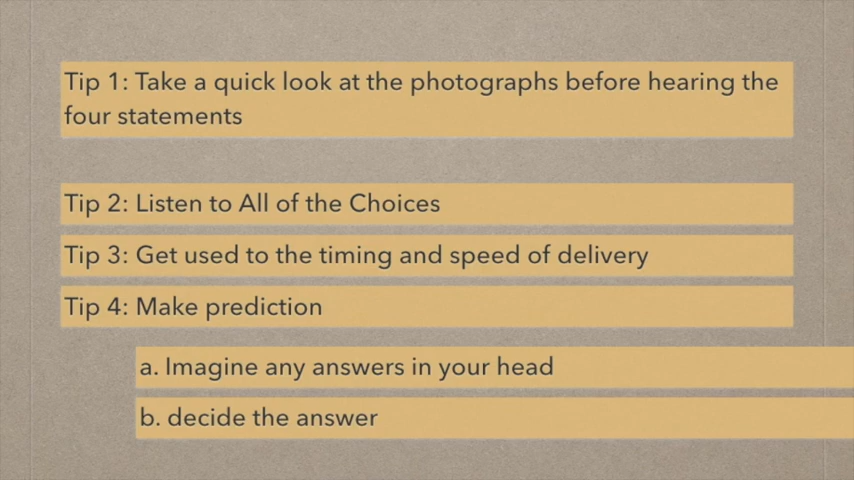 Tip 1: Take a quick look at the photographs before hearing the
four statements
Tip 2: Listen to All of the Choices
Tip 3: Get used to the timing and speed of delivery
Tip 4: Make prediction
a. Imagine any answers in your head
b. decide the answer